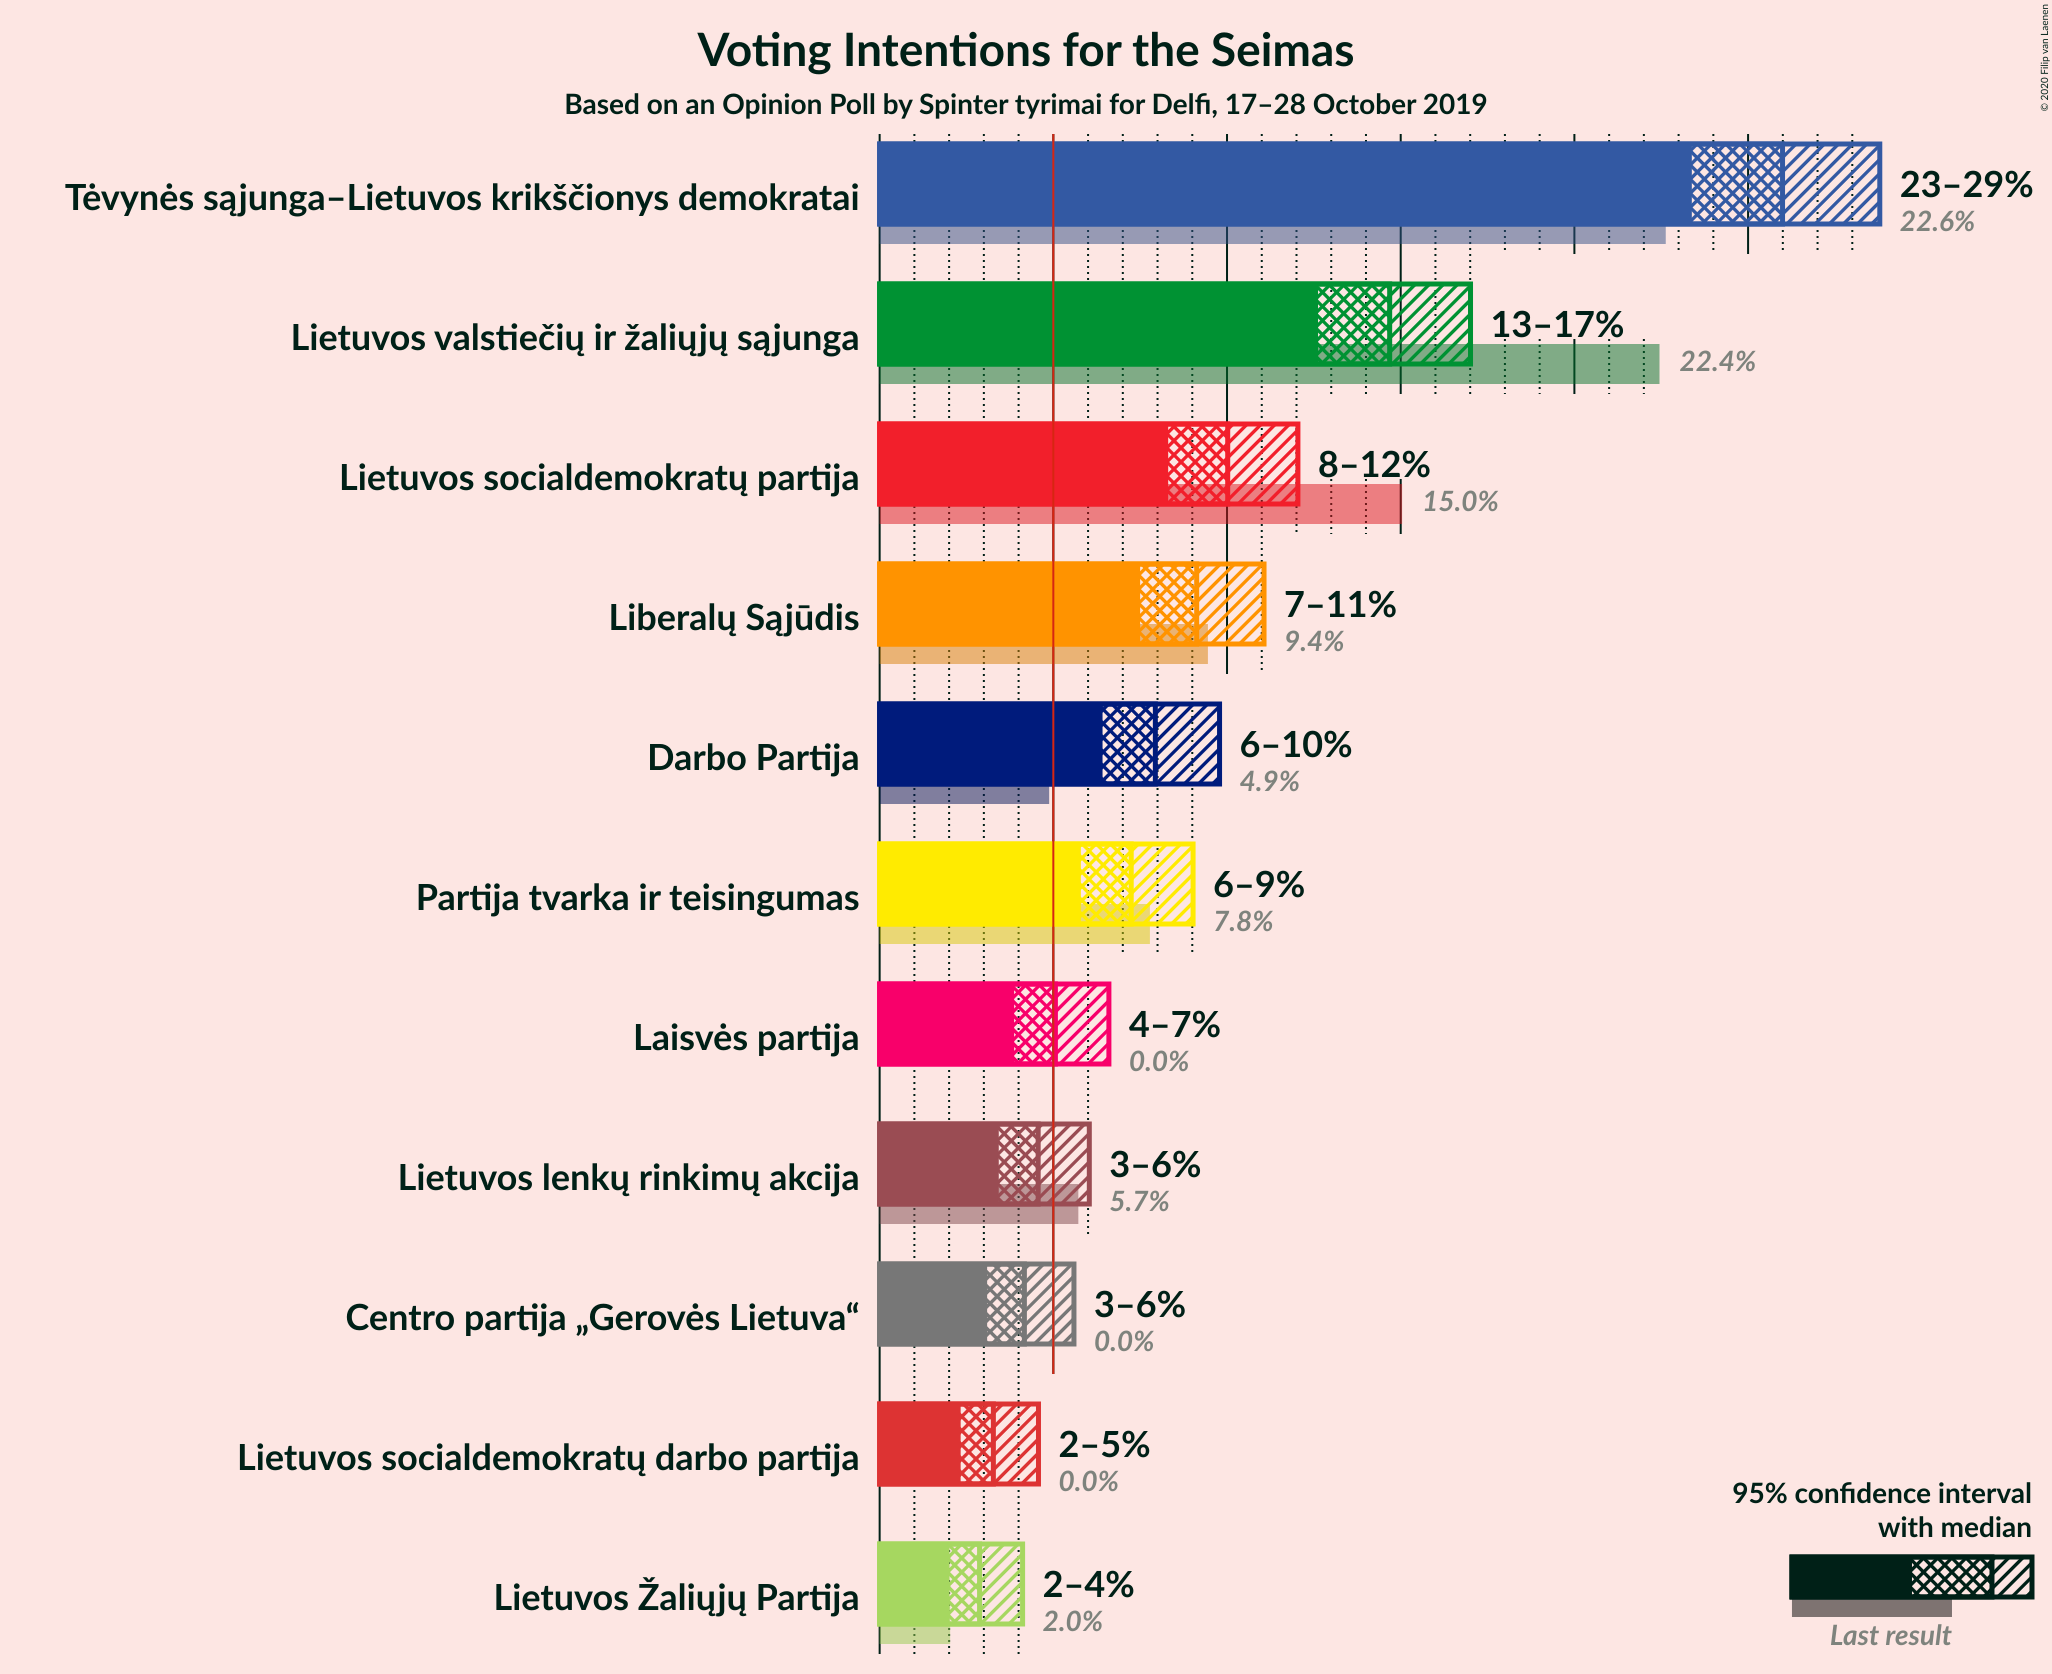 Voting Intentions for the Seimas
Based on an Opinion Poll by Spinter tyrimai for Delfi, 17–28 October 2019
© 2020 Filip van Laenen
Tėvynės sąjunga–Lietuvos krikščionys demokratai
23–29%
22.6%
Lietuvos valstiečių ir žaliųjų sąjunga
13–17%
22.4%
Lietuvos socialdemokratų partija
8–12%
15.0%
Liberalų Sąjūdis
7–11%
9.4%
Darbo Partija
6–10%
4.9%
Partija tvarka ir teisingumas
6–9%
7.8%
Laisvės partija
4–7%
0.0%
Lietuvos lenkų rinkimų akcija
3–6%
5.7%
Centro partija „Gerovės Lietuva“
3–6%
0.0%
Lietuvos socialdemokratų darbo partija
2–5%
0.0%
Lietuvos Žaliųjų Partija
2–4%
2.0%
95% confidence interval
with median
Last result